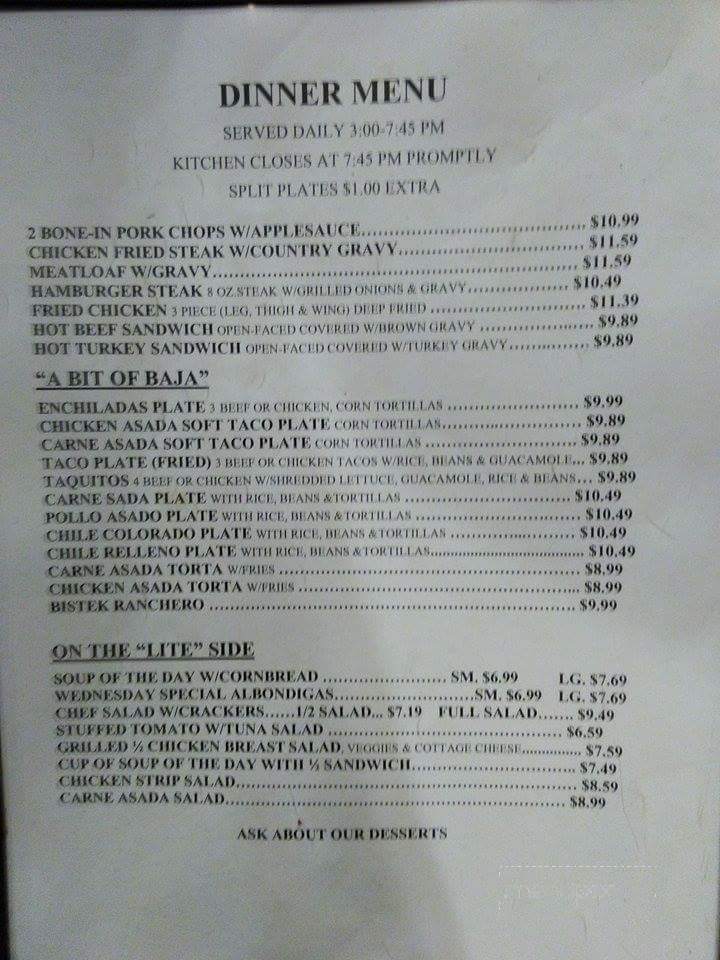 DINNER MENU
SERVED DAILY 3:00-7:45 PM
KITCHEN CLOSES AT 7:45 PM PROMPTLY
SPLIT PLATES $1.00 EXTRA
2 BONE-IN PORK CHOPS W/APPLESAUCE.......................................... $10.99
CHICKEN FRIED STEAK W/COUNTRY GRAVY.................................. $11.59
MEATLOAF W/GRAVY.................................................................... $11.59
HAMBURGER STEAK 8 OZ.STEAK W/GRILLED ONIONS & GRAVY................... $10.49
FRIED CHICKEN 3 PIECE (LEG, THIGH & WING) DEEP FRIED ............................. $11.39
HOT BEEF SANDWICH OPEN-FACED COVERED W/BROWN GRAVY ..................... $9.89
HOT TURKEY SANDWICH OPEN-FACED COVERED W/TURKEY GRAVY............... $9.89
"A BIT OF BAJA"
ENCHILADAS PLATE 3 BEEF OR CHICKEN, CORN TORTILLAS ......................... $9.99
CHICKEN ASADA SOFT TACO PLATE CORN TORTILLAS........................... $9.89
CARNE ASADA SOFT TACO PLATE CORN TORTILLAS ............................. $9.89
TACO PLATE (FRIED) 3 BEEF OR CHICKEN TACOS W/RICE, BEANS & GUACAMOLE... $9.89
TAQUITOS 4 BEEF OR CHICKEN W/SHREDDED LETTUCE, GUACAMOLE, RICE & BEANS... $9.89
CARNE SADA PLATE WITH RICE, BEANS &TORTILLAS ................................ $10.49
POLLO ASADO PLATE WITH RICE, BEANS &TORTILLAS ............................... $10.49
CHILE COLORADO PLATE WITH RICE, BEANS &TORTILLAS ........................ $10.49
CHILE RELLENO PLATE WITH RICE, BEANS &TORTILLAS................................ $10.49
CARNE ASADA TORTA W/FRIES ....................................................... $8.99
CHICKEN ASADA TORTA W/FRIES .................................................... $8.99
BISTEK RANCHERO ..................................................................... $9.99
ON THE "LITE" SIDE
SOUP OF THE DAY W/CORNBREAD ....................... SM. $6.99 LG. $7.69
WEDNESDAY SPECIAL ALBONDIGAS..........................SM. $6.99 LG. $7.69
CHEF SALAD W/CRACKERS......1/2 SALAD... $7.19 FULL SALAD....... $9.49
STUFFED TOMATO W/TUNA SALAD ............................................. $6.59
GRILLED ½ CHICKEN BREAST SALAD, VEGGIES & COTTAGE CHEESE............... $7.59
CUP OF SOUP OF THE DAY WITH ½ SANDWICH............................... $7.49
CHICKEN STRIP SALAD................................................................ $8.59
CARNE ASADA SALAD................................................................ $8.99
ASK ABOUT OUR DESSERTS